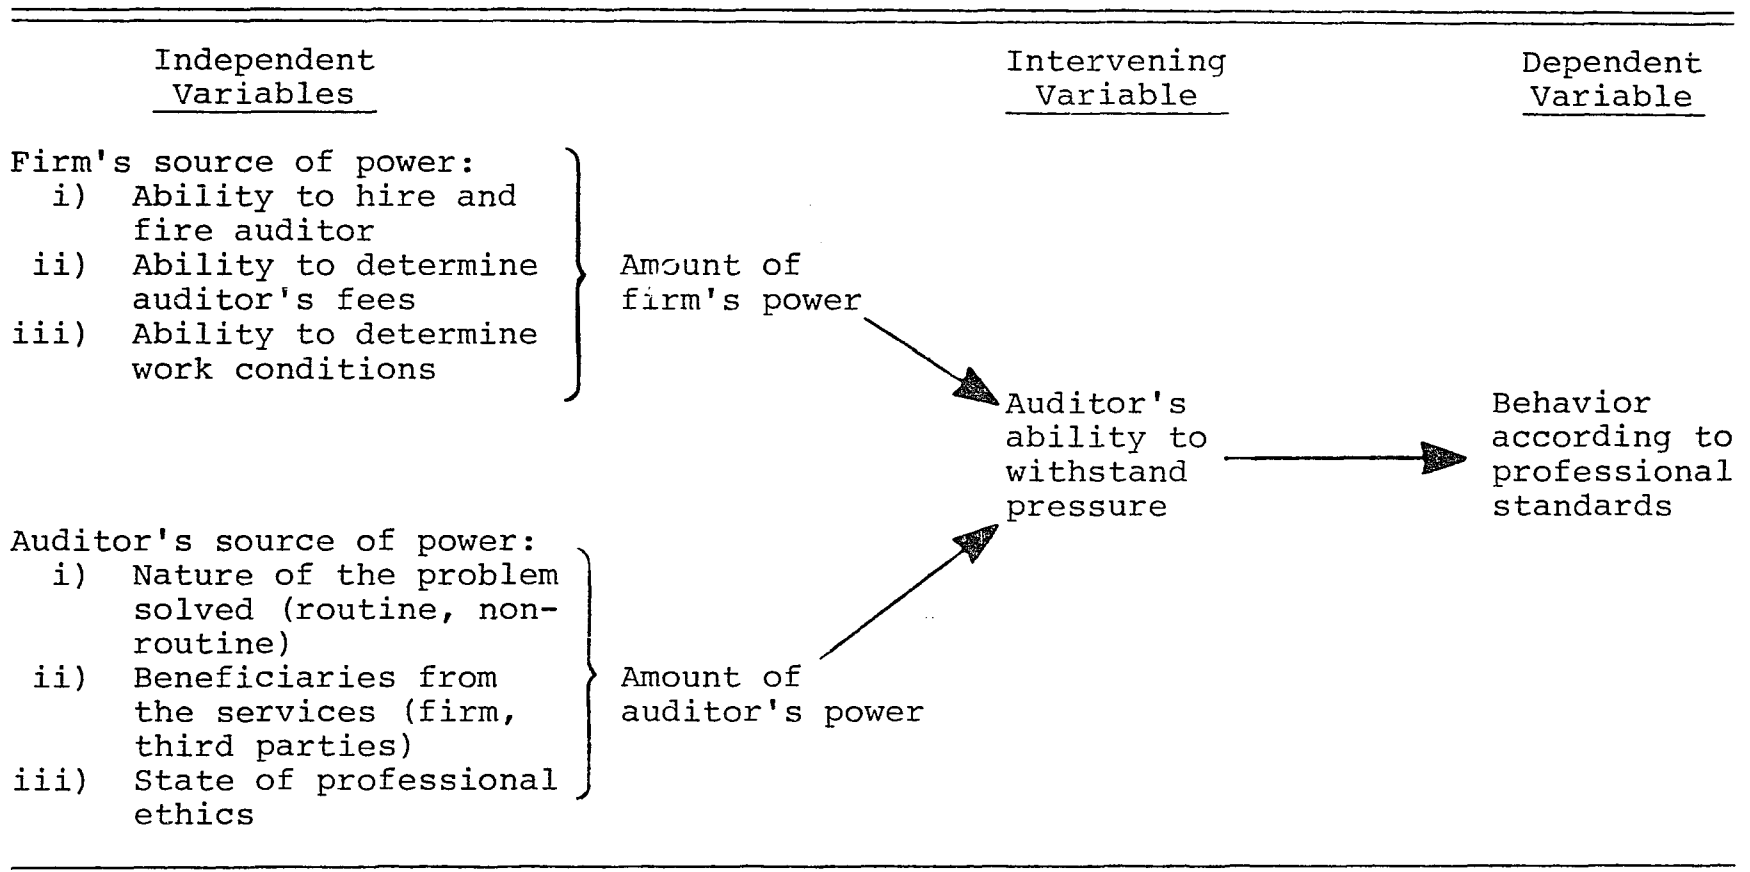 Independent
Variables
Intervening
Variable
Dependent
Variable
Firm's source of power:
i) Ability to hire and
fire auditor
ii) Ability to determine
auditor's fees
iii) Ability to determine
work conditions
Amount of
firm's power
Auditor's
ability to
withstand
pressure
Behavior
according to
professional
standards
Auditor's source of power:
i) Nature of the problem
solved (routine, non-
routine)
ii) Beneficiaries from
the services (firm,
third parties)
iii) State of professional
ethics
Amount of
auditor's power